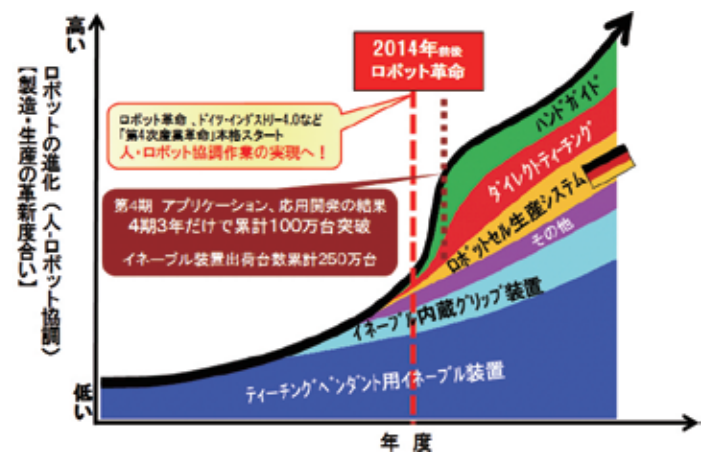 高い
ロボットの進化（人-ロボット協調）
【製造・生産の革新度合い】
低い
2014年前後
ロボット革命
ロボット革命、ドイツ・インダストリー4.0など
「第4次産業革命」本格スタート
人・ロボット協調作業の実現へ!
第4期 アプリケーション、応用開発の結果
4期3年だけで累計100万台突破
イネーブル装置出荷台数累計250万台
ハンドガイド
ダイレクトティーチング
ロボットセル生産システム
その他
イネーブル内蔵グリップ装置
ティーチングペンダント用イネーブル装置
年 度